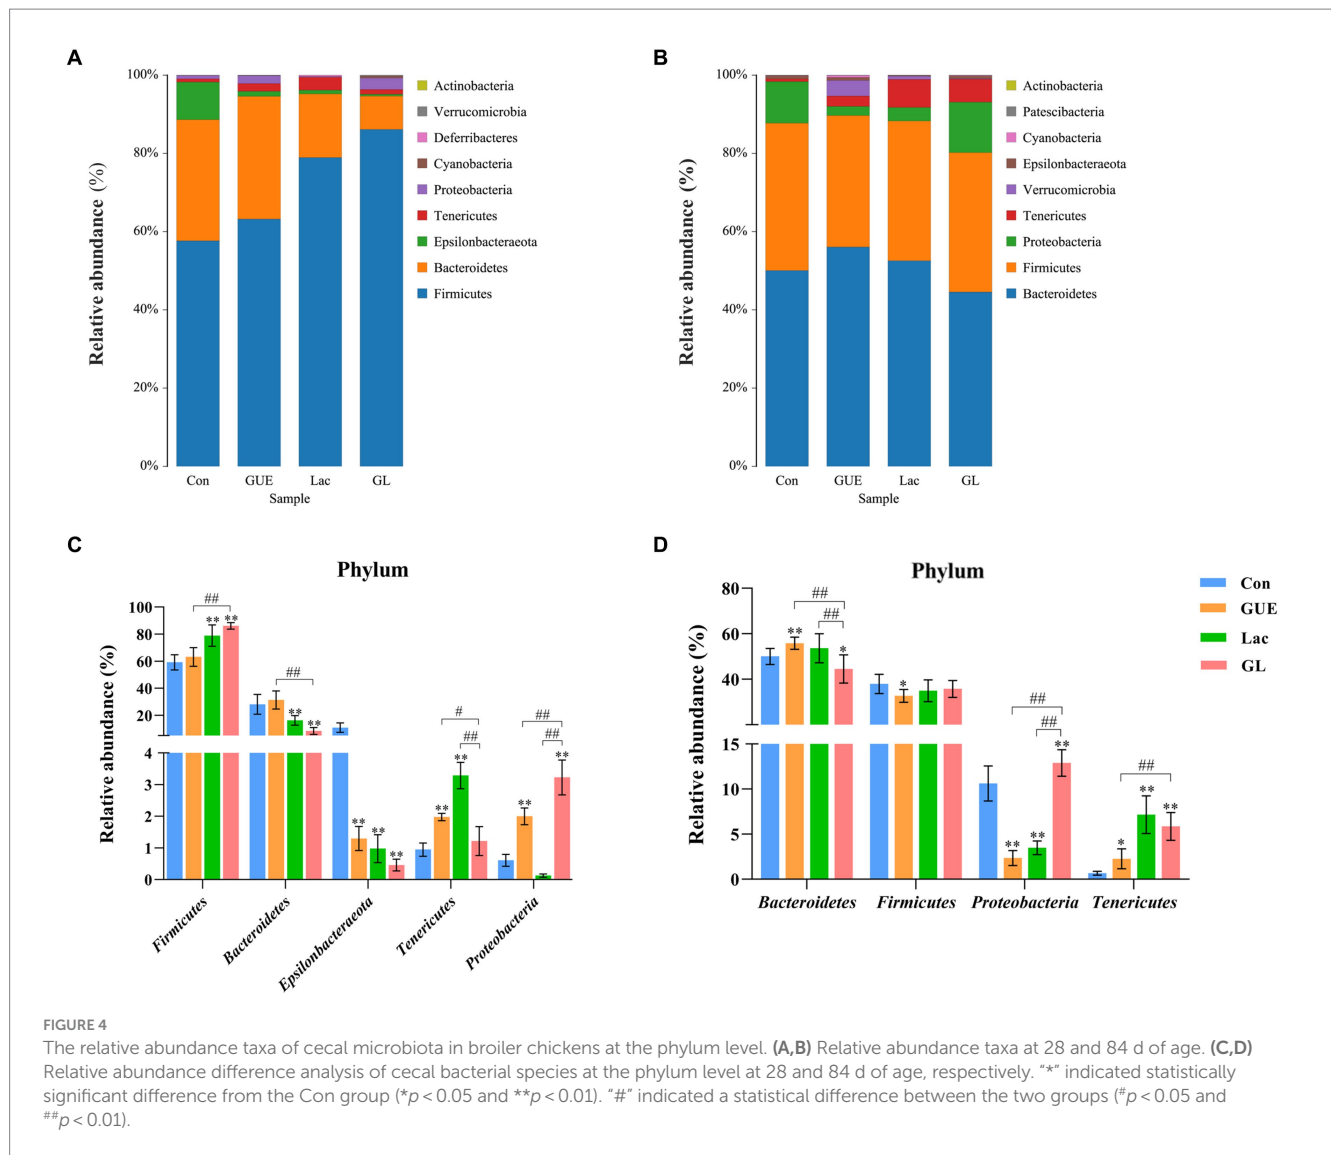 A
Relative abundance (%)
100%
80%
60%
40%
20%
0%
Con GUE Lac GL
Sample
Actinobacteria
Verrucomicrobia
Deferribacteres
Cyanobacteria
Proteobacteria
Tenericutes
Epsilonbacteraeota
Bacteroidetes
Firmicutes
B
Relative abundance (%)
100%
80%
60%
40%
20%
0%
Con GUE Lac GL
Sample
Actinobacteria
Patescibacteria
Cyanobacteria
Epsilonbacteraeota
Verrucomicrobia
Tenericutes
Proteobacteria
Firmicutes
Bacteroidetes
C
Phylum
Relative abundance (%)
100
80
60
40
20
4
3
2
1
0
##
** **
##
** **
** ** **
#
##
** **
##
##
** **
Firmicutes
Bacteroidetes
Epsilonbacteraeota
Tenericutes
Proteobacteria
D
Phylum
Relative abundance (%)
80
60
40
15
10
5
0
##
##
** *
*
##
##
** ** **
##
* ** **
Bacteroidetes Firmicutes Proteobacteria Tenericutes
Con
GUE
Lac
GL
FIGURE 4
The relative abundance taxa of cecal microbiota in broiler chickens at the phylum level. (A,B) Relative abundance taxa at 28 and 84 d of age. (C,D)
Relative abundance difference analysis of cecal bacterial species at the phylum level at 28 and 84 d of age, respectively. “*” indicated statistically
significant difference from the Con group (*p < 0.05 and **p < 0.01). “#” indicated a statistical difference between the two groups (#p < 0.05 and
##p < 0.01).